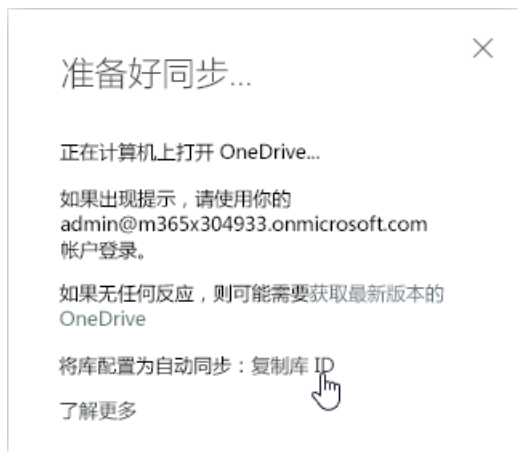 准备好同步...
正在计算机上打开 OneDrive...
如果出现提示，请使用你的
admin@m365x304933.onmicrosoft.com
帐户登录。
如果无任何反应，则可能需要获取最新版本的
OneDrive
将库配置为自动同步：复制库 ID
了解更多